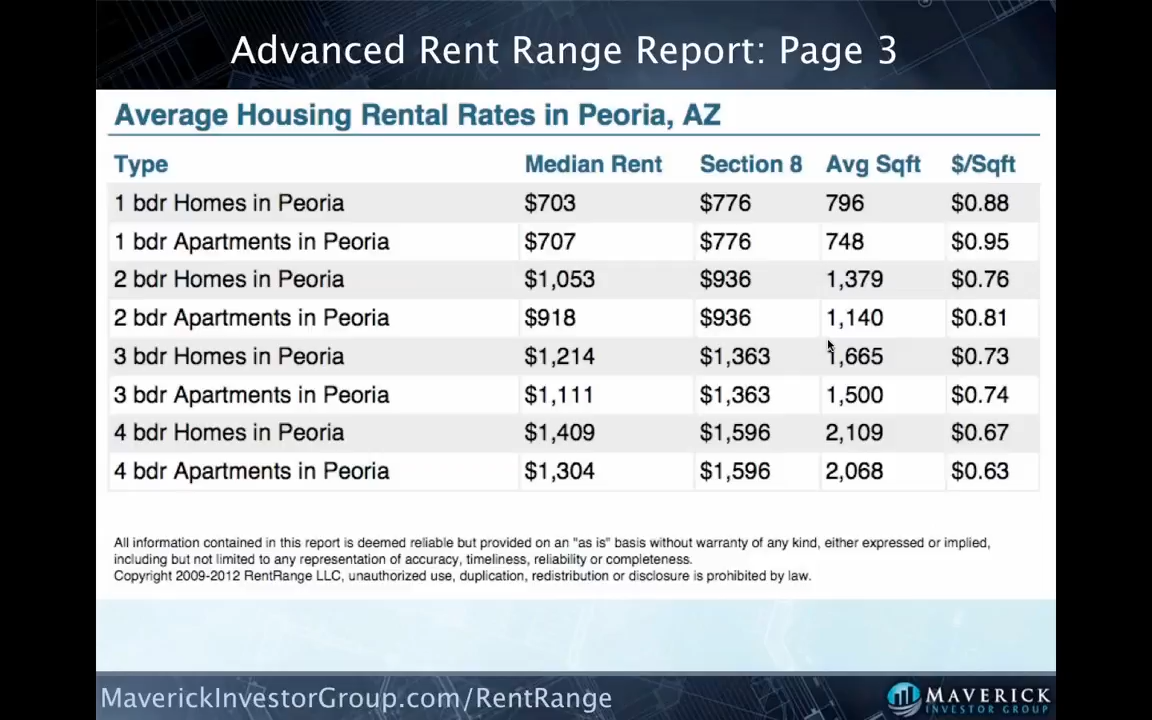 Advanced Rent Range Report: Page 3
Average Housing Rental Rates in Peoria, AZ
Type Median Rent Section 8 Avg Sqft $/Sqft
1 bdr Homes in Peoria $703 $776 796 $0.88
1 bdr Apartments in Peoria $707 $776 748 $0.95
2 bdr Homes in Peoria $1,053 $936 1,379 $0.76
2 bdr Apartments in Peoria $918 $936 1,140 $0.81
3 bdr Homes in Peoria $1,214 $1,363 1,665 $0.73
3 bdr Apartments in Peoria $1,111 $1,363 1,500 $0.74
4 bdr Homes in Peoria $1,409 $1,596 2,109 $0.67
4 bdr Apartments in Peoria $1,304 $1,596 2,068 $0.63
All information contained in this report is deemed reliable but provided on an "as is" basis without warranty of any kind, either expressed or implied,
including but not limited to any representation of accuracy, timeliness, reliability or completeness.
Copyright 2009-2012 RentRange LLC, unauthorized use, duplication, redistribution or disclosure is prohibited by law.
MaverickInvestorGroup.com/RentRange
MAVERICK
INVESTOR GROUP